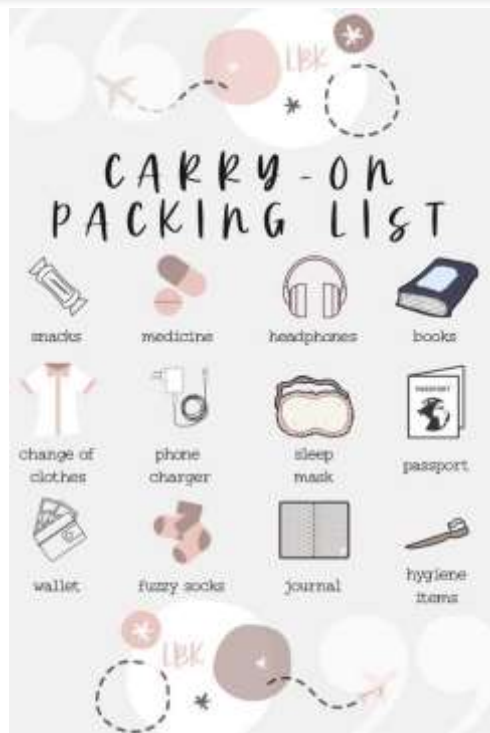 LBK
CARRY-ON
PACKING LIST
snacks
medicine
headphones
books
change of
clothes
phone
charger
sleep
mask
PASSPORT
passport
wallet
fuzzy socks
journal
hygiene
items
LBK